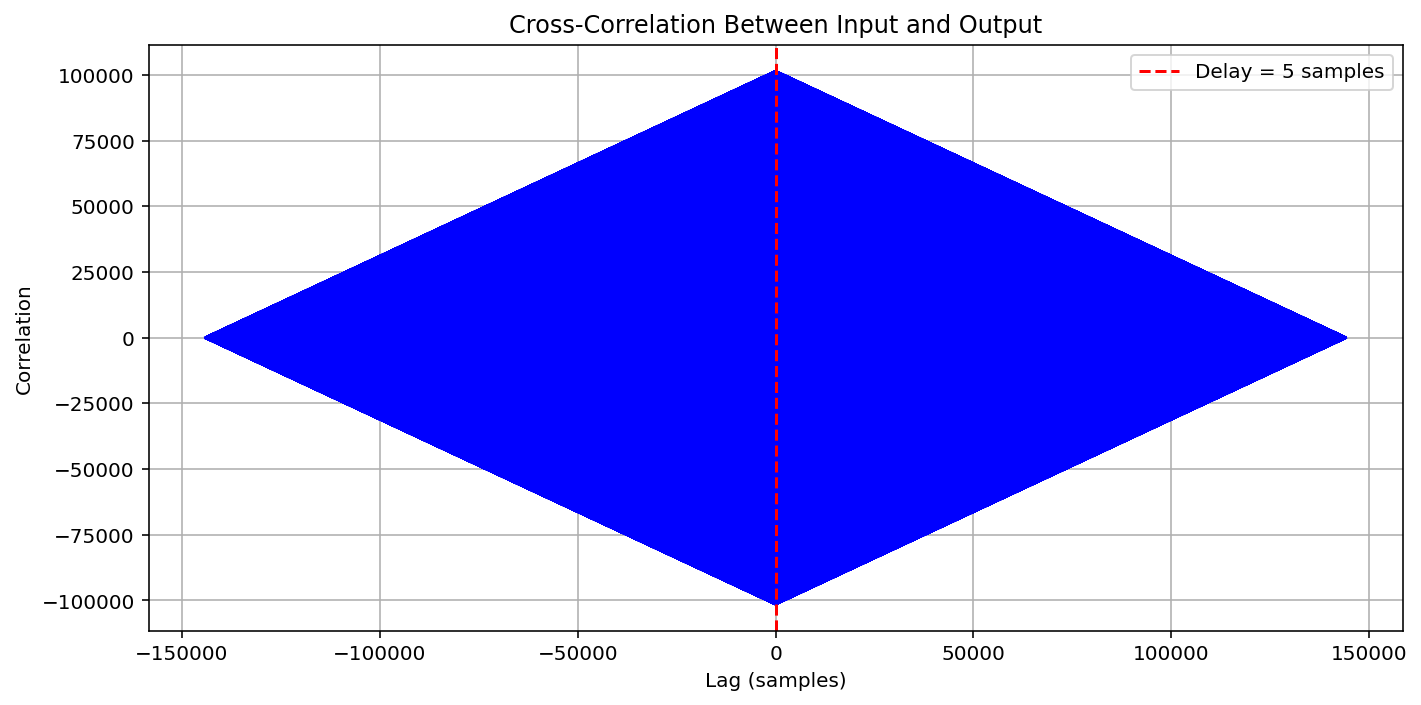 Cross-Correlation Between Input and Output
Delay = 5 samples
100000
75000
50000
25000
0
−25000
−50000
−75000
−100000
Correlation
−150000 −100000 −50000 0 50000 100000 150000
Lag (samples)